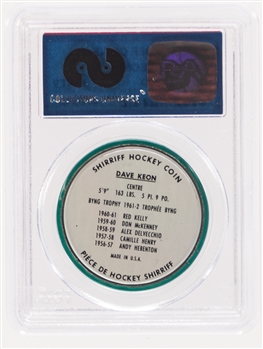 COLLECTORS UNIVERSE
SHIRRIFF HOCKEY COIN
DAVE KEON
CENTRE
5'9" 163 LBS. 5 PI. 9 PO.
BYNG TROPHY 1961-2 TROPHÉE BYNG
1960-61 RED KELLY
1959-60 DON McKENNEY
1958-59 ALEX DELVECCHIO
1957-58 CAMILLE HENRY
1956-57 ANDY HEBENTON
MADE IN U.S.A.
PIÈCE DE HOCKEY SHIRRIFF